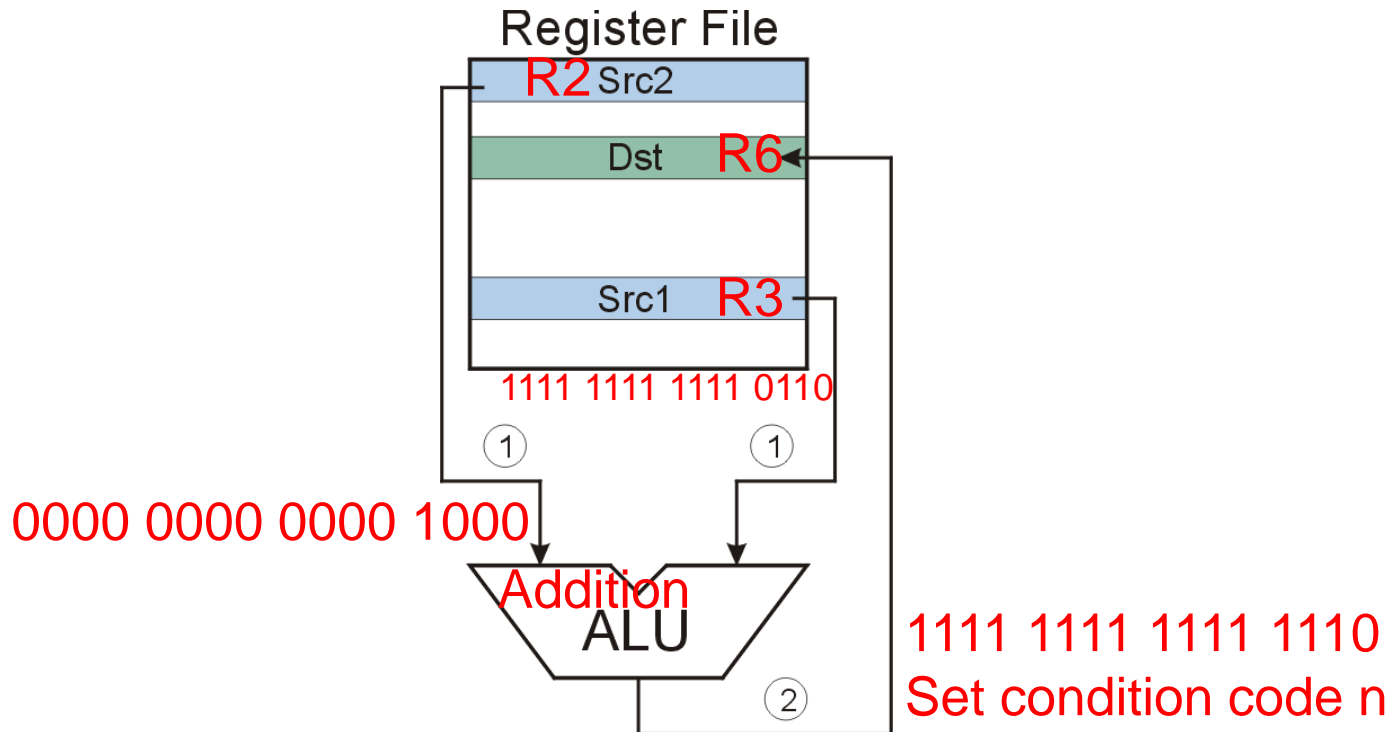 Register File
R2 Src2
Dst R6
Src1 R3
1111 1111 1111 0110
1 1
0000 0000 0000 1000
Addition
ALU
1111 1111 1111 1110
2 Set condition code n